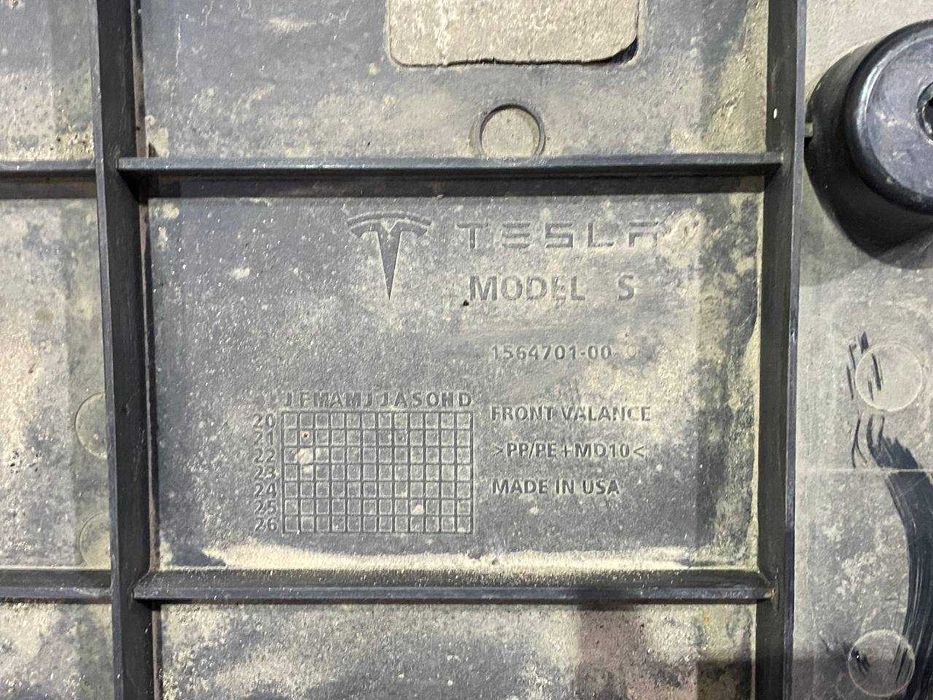 TESLA
MODEL S
1564701-00
JFMAMJJASOND
20
21
22
23
24
25
26
FRONT VALANCE
>PP/PE+MD10<
MADE IN USA